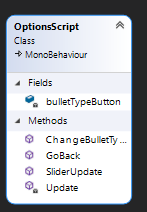 OptionsScript
Class
MonoBehaviour
Fields
bulletTypeButton
Methods
ChangeBulletTy...
GoBack
SliderUpdate
Update